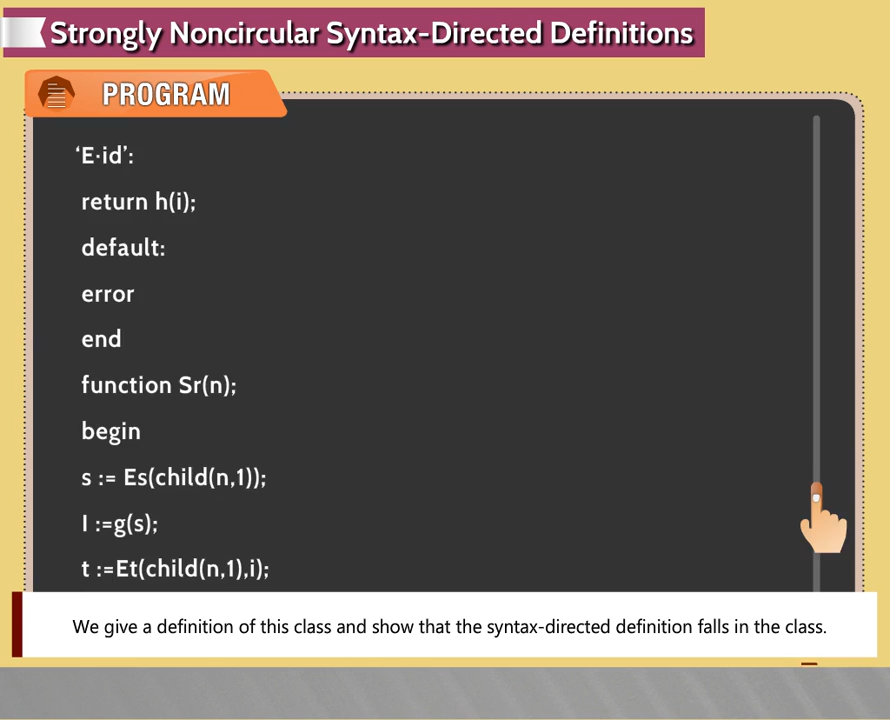 Strongly Noncircular Syntax-Directed Definitions
PROGRAM
‘E·id’:
return h(i);
default:
error
end
function Sr(n);
begin
s := Es(child(n,1));
I :=g(s);
t :=Et(child(n,1),i);
We give a definition of this class and show that the syntax-directed definition falls in the class.